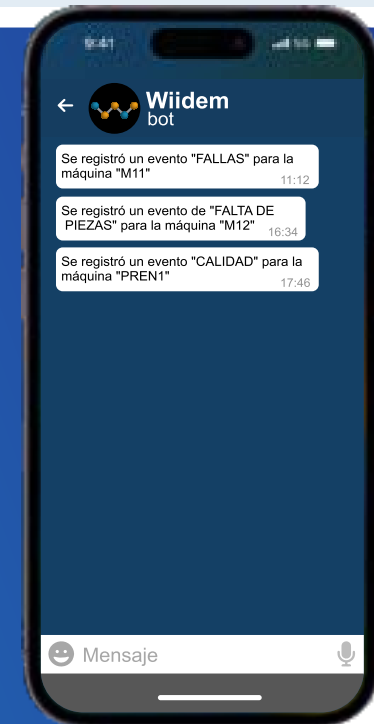 9:41
5G
Wiidem
bot
Se registró un evento "FALLAS" para la
máquina "M11"
11:12
Se registró un evento de "FALTA DE
PIEZAS" para la máquina "M12"
16:34
Se registró un evento "CALIDAD" para la
máquina "PREN1"
17:46
Mensaje